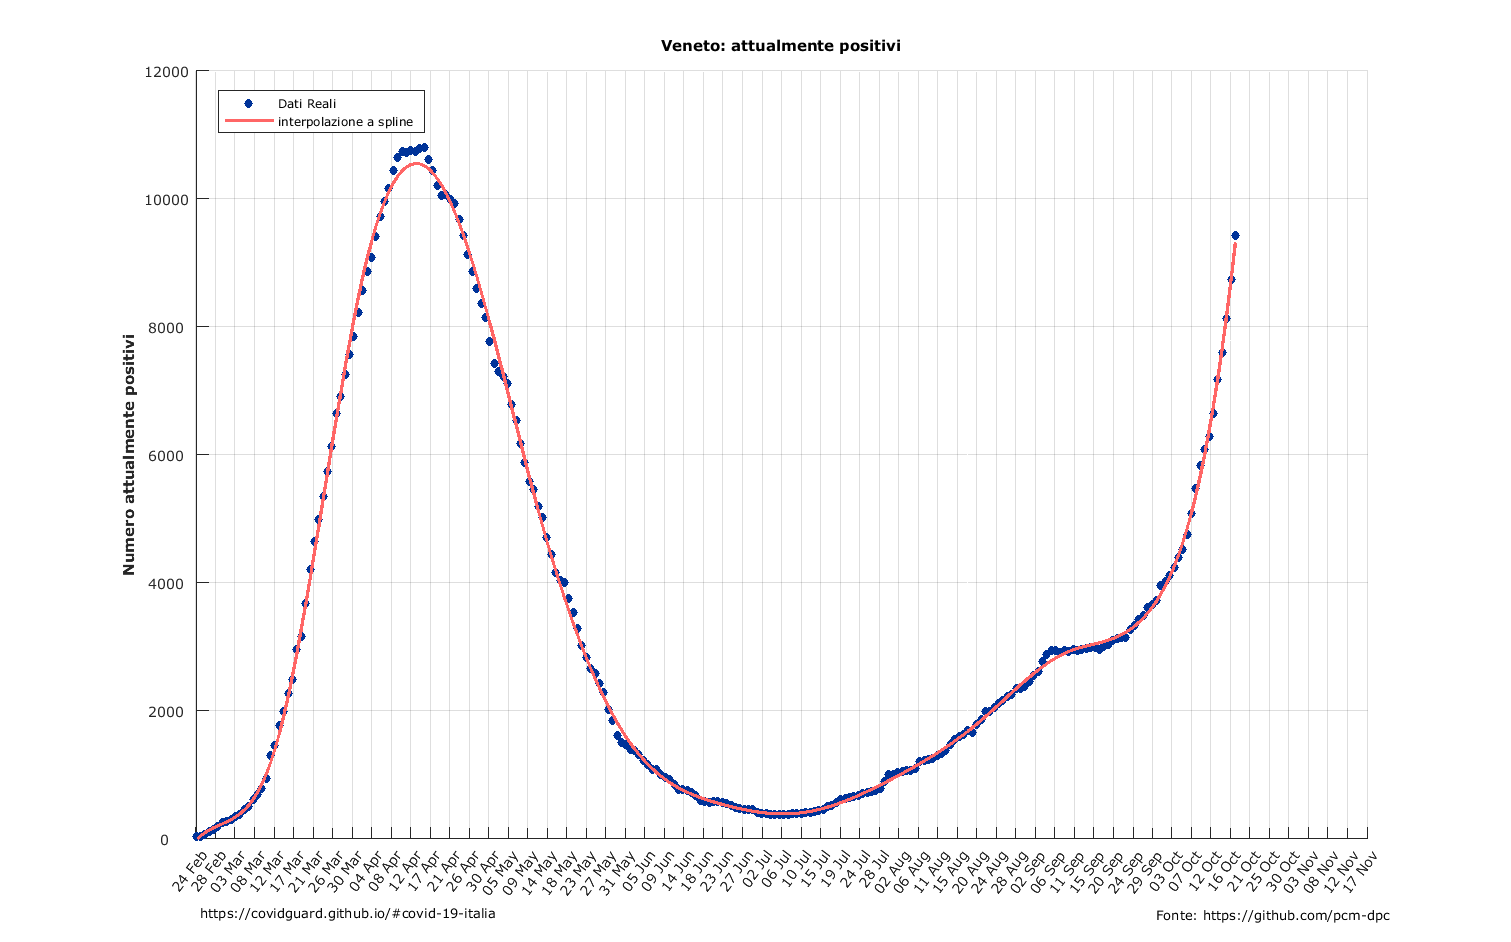 Veneto: attualmente positivi
12000
10000
8000
6000
4000
2000
0
Numero attualmente positivi
Dati Reali
interpolazione a spline
24 Feb
28 Feb
03 Mar
08 Mar
12 Mar
17 Mar
21 Mar
26 Mar
30 Mar
04 Apr
08 Apr
12 Apr
17 Apr
21 Apr
26 Apr
30 Apr
05 May
09 May
14 May
18 May
23 May
27 May
31 May
05 Jun
09 Jun
14 Jun
18 Jun
23 Jun
27 Jun
02 Jul
06 Jul
10 Jul
15 Jul
19 Jul
24 Jul
28 Jul
02 Aug
06 Aug
11 Aug
15 Aug
20 Aug
24 Aug
28 Aug
02 Sep
06 Sep
11 Sep
15 Sep
20 Sep
24 Sep
29 Sep
03 Oct
07 Oct
12 Oct
16 Oct
21 Oct
25 Oct
30 Oct
03 Nov
08 Nov
12 Nov
17 Nov
https://covidguard.github.io/#covid-19-italia
Fonte: https://github.com/pcm-dpc